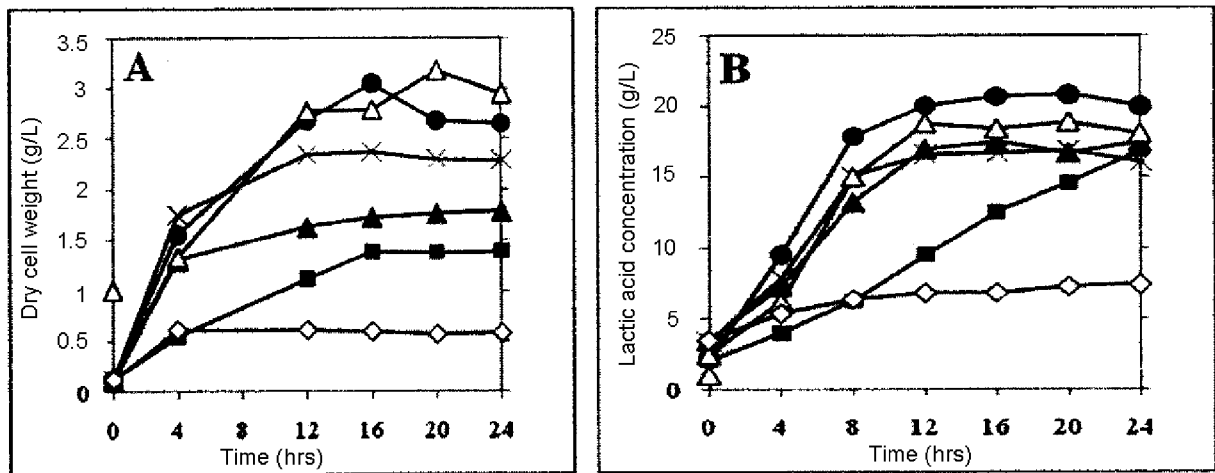 A
Dry cell weight (g/L)
3.5
3
2.5
2
1.5
1
0.5
0
0 4 8 12 16 20 24
Time (hrs)
B
Lactic acid concentration (g/L)
25
20
15
10
5
0
0 4 8 12 16 20 24
Time (hrs)